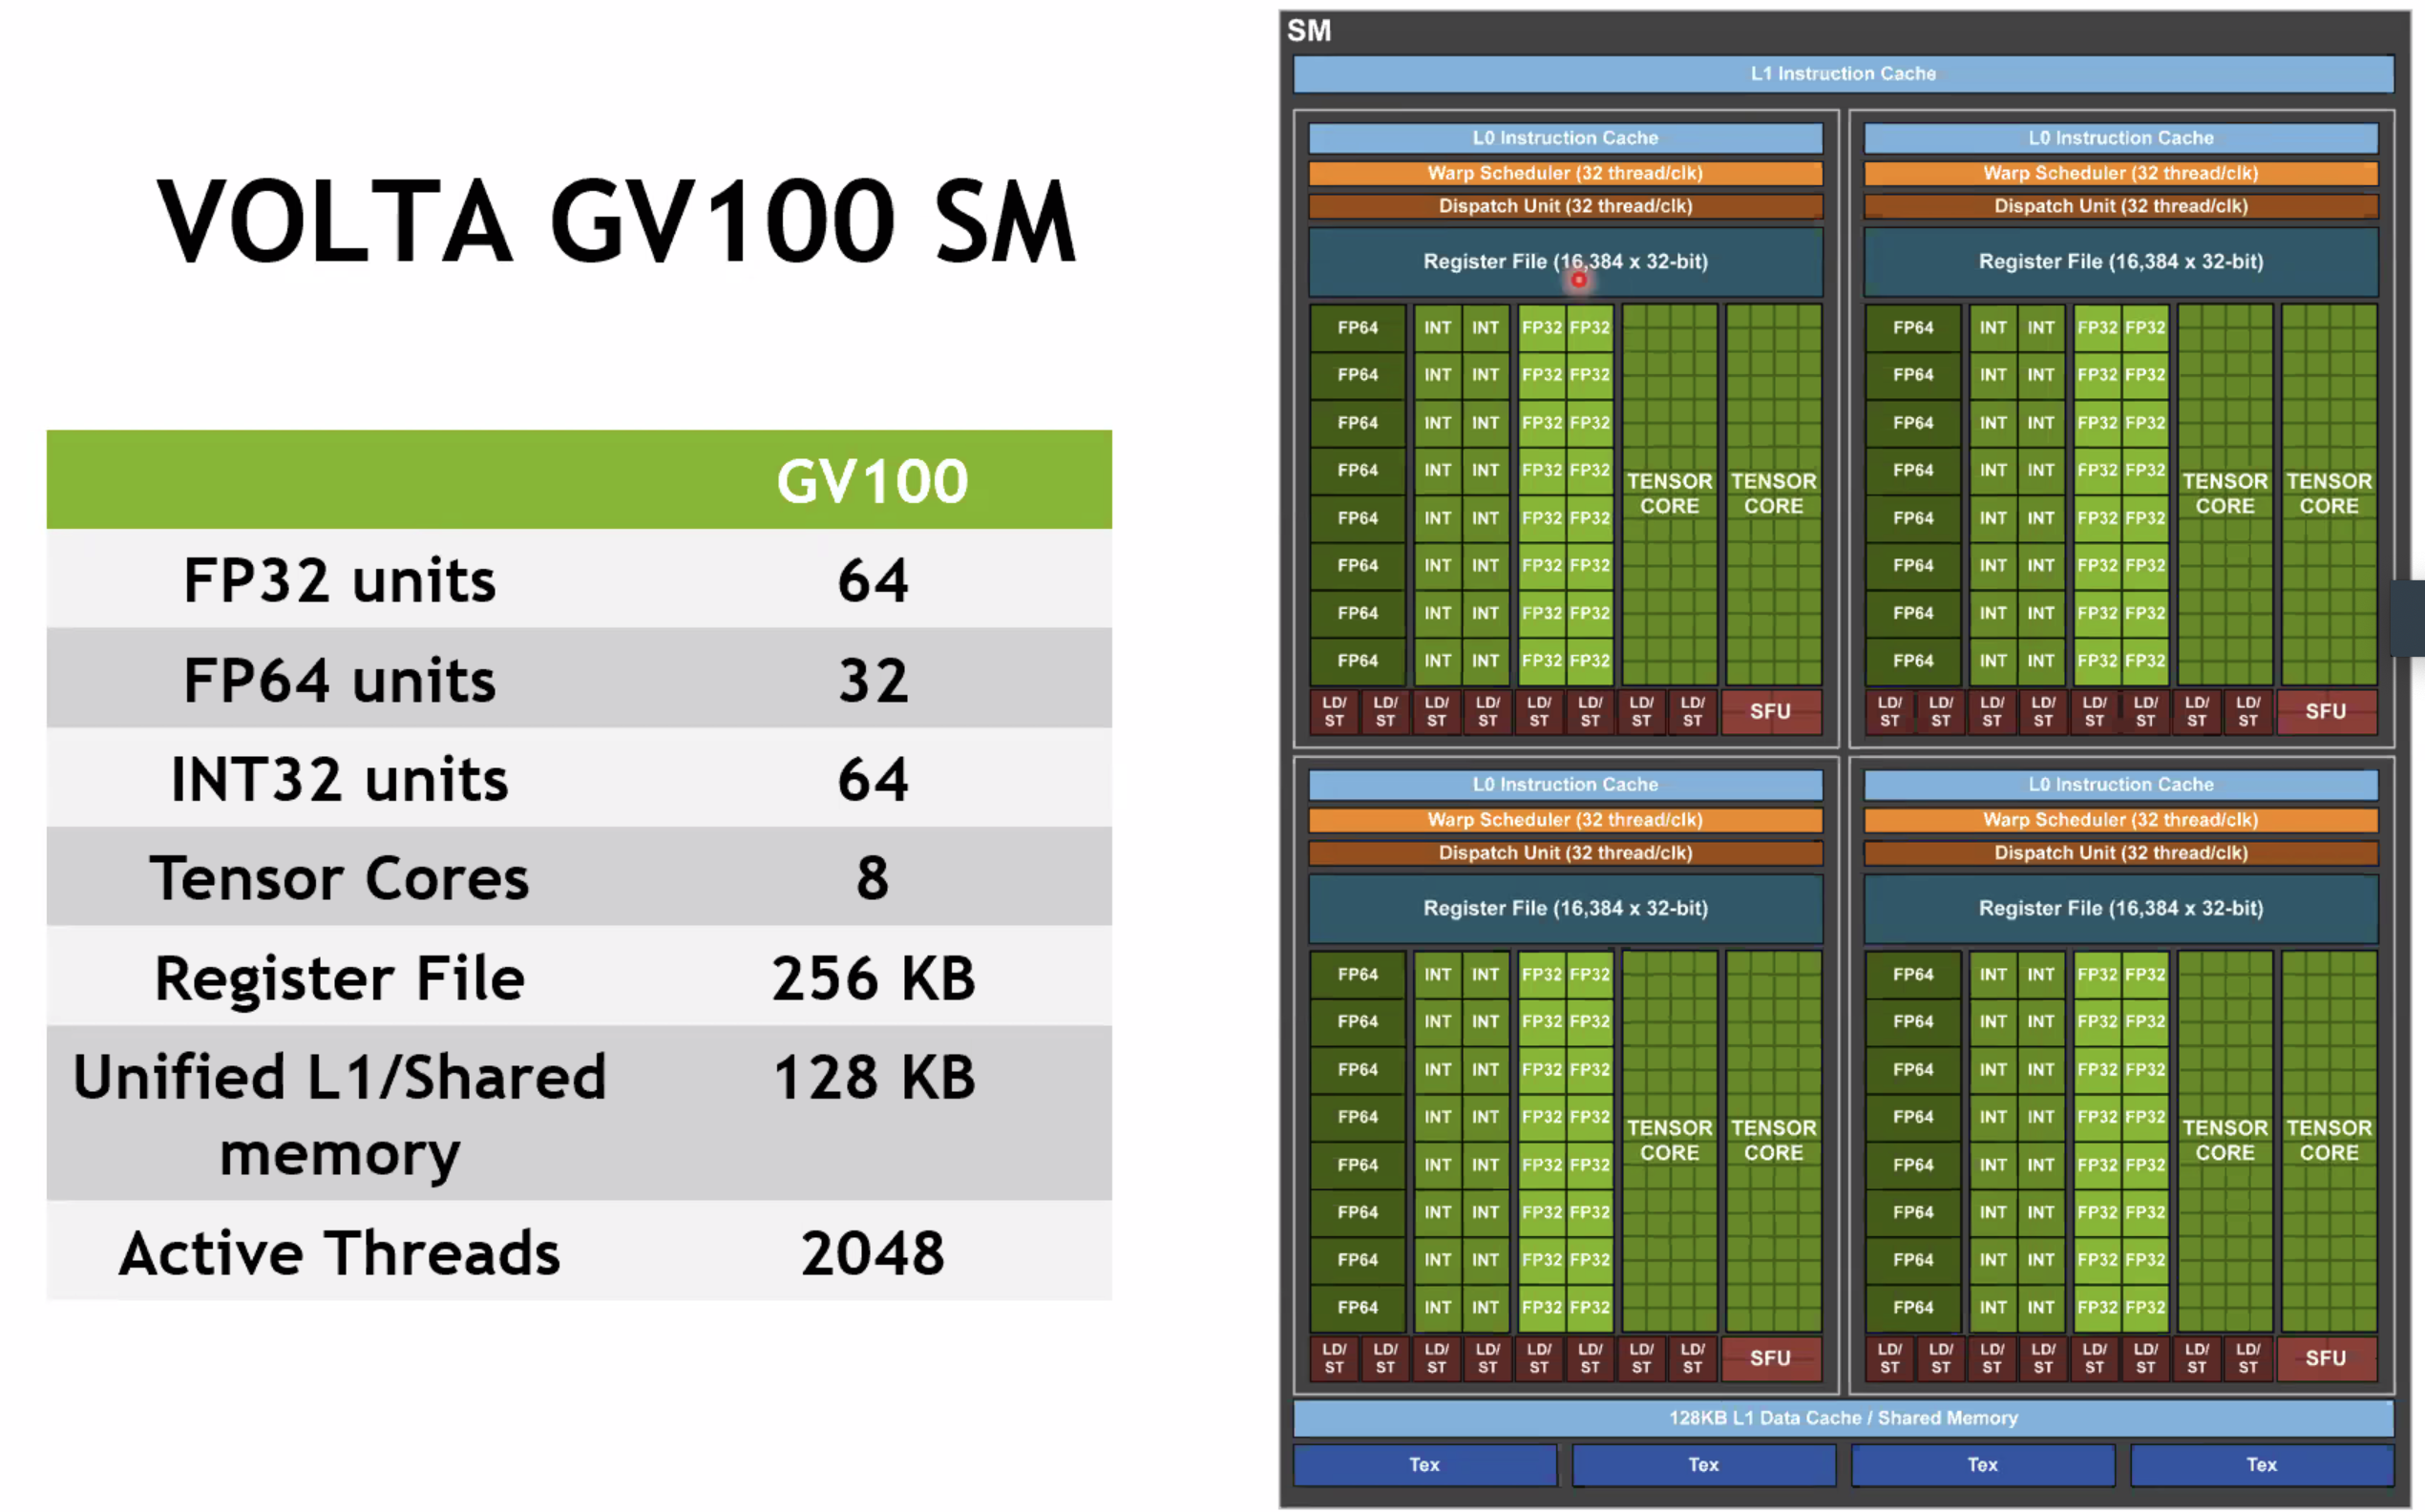 VOLTA GV100 SM
GV100
FP32 units 64
FP64 units 32
INT32 units 64
Tensor Cores 8
Register File 256 KB
Unified L1/Shared 128 KB
memory
Active Threads 2048
SM
L1 Instruction Cache
L0 Instruction Cache L0 Instruction Cache
Warp Scheduler (32 thread/clk) Warp Scheduler (32 thread/clk)
Dispatch Unit (32 thread/clk) Dispatch Unit (32 thread/clk)
Register File (16,384 x 32-bit) Register File (16,384 x 32-bit)
FP64 INT INT FP32 FP32 FP64 INT INT FP32 FP32
FP64 INT INT FP32 FP32 FP64 INT INT FP32 FP32
FP64 INT INT FP32 FP32 FP64 INT INT FP32 FP32
FP64 INT INT FP32 FP32 FP64 INT INT FP32 FP32
TENSOR TENSOR TENSOR TENSOR
CORE CORE CORE CORE
FP64 INT INT FP32 FP32 FP64 INT INT FP32 FP32
FP64 INT INT FP32 FP32 FP64 INT INT FP32 FP32
FP64 INT INT FP32 FP32 FP64 INT INT FP32 FP32
FP64 INT INT FP32 FP32 FP64 INT INT FP32 FP32
LD/ LD/ LD/ LD/ LD/ LD/ LD/ LD/ SFU LD/ LD/ LD/ LD/ LD/ LD/ LD/ LD/ SFU
ST ST ST ST ST ST ST ST ST ST ST ST ST ST ST ST
L0 Instruction Cache L0 Instruction Cache
Warp Scheduler (32 thread/clk) Warp Scheduler (32 thread/clk)
Dispatch Unit (32 thread/clk) Dispatch Unit (32 thread/clk)
Register File (16,384 x 32-bit) Register File (16,384 x 32-bit)
FP64 INT INT FP32 FP32 FP64 INT INT FP32 FP32
FP64 INT INT FP32 FP32 FP64 INT INT FP32 FP32
FP64 INT INT FP32 FP32 FP64 INT INT FP32 FP32
FP64 INT INT FP32 FP32 FP64 INT INT FP32 FP32
TENSOR TENSOR TENSOR TENSOR
CORE CORE CORE CORE
FP64 INT INT FP32 FP32 FP64 INT INT FP32 FP32
FP64 INT INT FP32 FP32 FP64 INT INT FP32 FP32
FP64 INT INT FP32 FP32 FP64 INT INT FP32 FP32
FP64 INT INT FP32 FP32 FP64 INT INT FP32 FP32
LD/ LD/ LD/ LD/ LD/ LD/ LD/ LD/ SFU LD/ LD/ LD/ LD/ LD/ LD/ LD/ LD/ SFU
ST ST ST ST ST ST ST ST ST ST ST ST ST ST ST ST
128KB L1 Data Cache / Shared Memory
Tex Tex Tex Tex